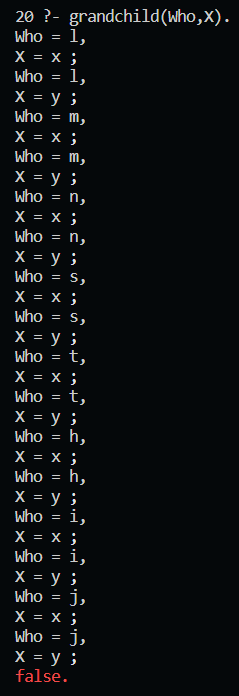 20 ?- grandchild(Who,X).
Who = l,
X = x ;
Who = l,
X = y ;
Who = m,
X = x ;
Who = m,
X = y ;
Who = n,
X = x ;
Who = n,
X = y ;
Who = s,
X = x ;
Who = s,
X = y ;
Who = t,
X = x ;
Who = t,
X = y ;
Who = h,
X = x ;
Who = h,
X = y ;
Who = i,
X = x ;
Who = i,
X = y ;
Who = j,
X = x ;
Who = j,
X = y ;
false.